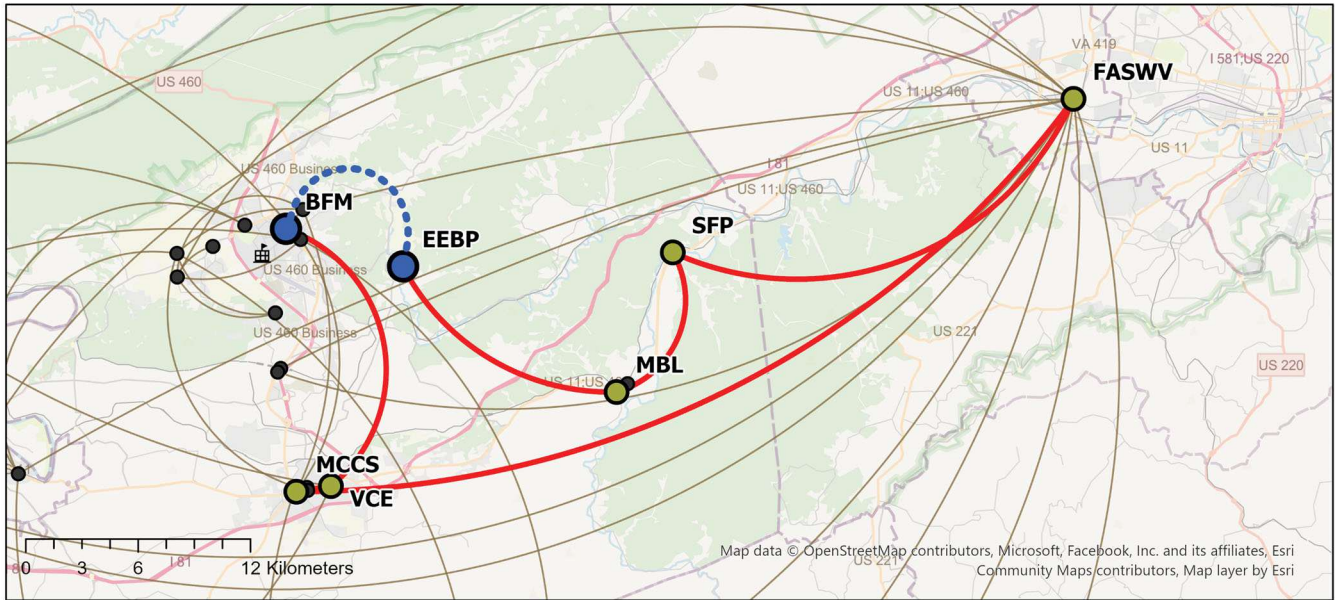 VA 419
I 581;US 220
FASWV
US 460
US 11;US 460
US 11
I 81
US 460 Business
US 11;US 460
BFM
SFP
EEBP
US 460 Business
US 460 Business
US 221
MBL
US 220
US 11;US
MCCS
VCE
0 3 6 12 Kilometers
I 81
US 221
Map data © OpenStreetMap contributors, Microsoft, Facebook, Inc. and its affiliates, Esri
Community Maps contributors, Map layer by Esri